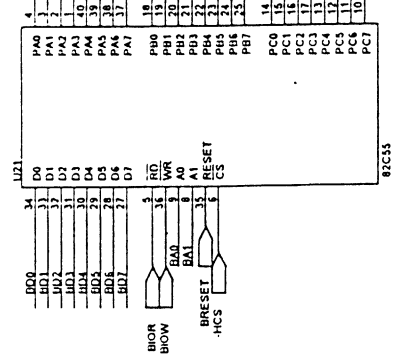 U21
82C55
BD0 34 D0 PA0 4
BD1 33 D1 PA1 3
BD2 D2 PA2 2
BD3 31 D3 PA3 1
BD4 30 D4 PA4 40
BD5 29 D5 PA5 39
BD6 28 D6 PA6 38
BD7 27 D7 PA7 37
BIOR 5 RD PB0 18
BIOW 36 WR PB1 19
BA0 9 A0 PB2 20
BA1 8 A1 PB3 21
BRESET 35 RESET PB4 22
-HCS 6 CS PB5 23
PB6 24
PB7 25
PC0 14
PC1 15
PC2 16
PC3 17
PC4 13
PC5 12
PC6 11
PC7 10